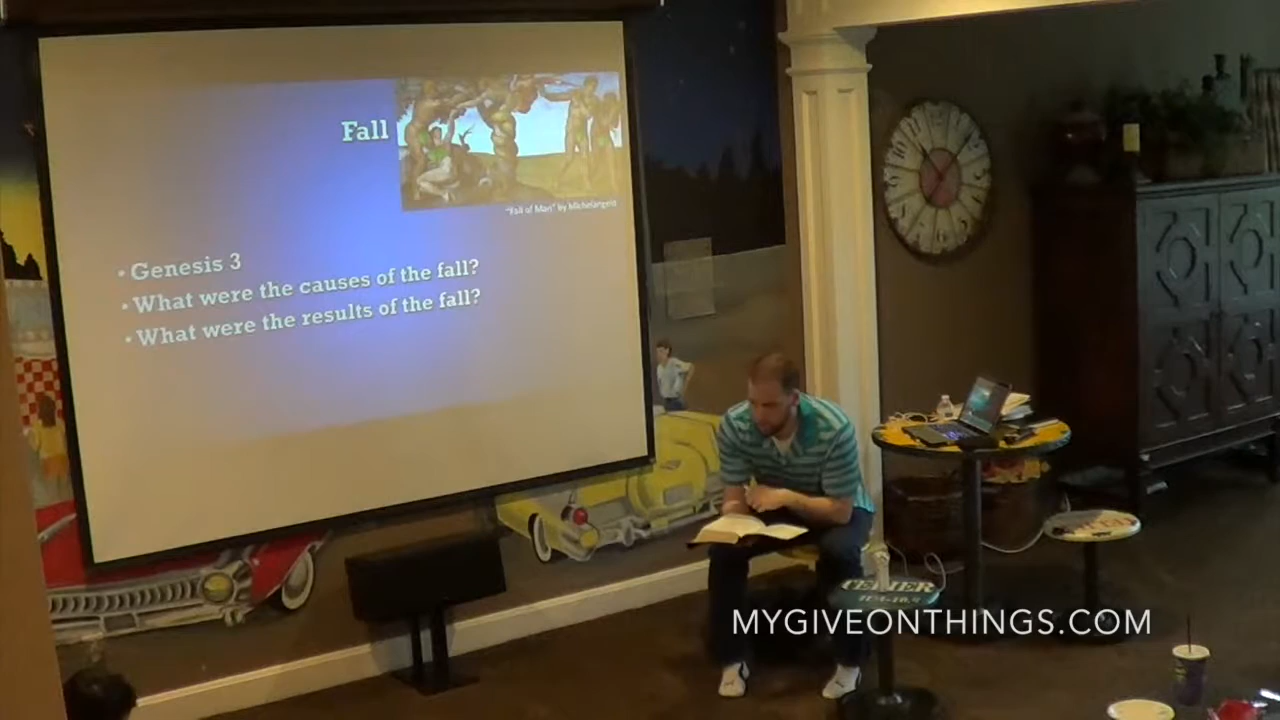 Fall
"Fall of Man" by Michelangelo
• Genesis 3
• What were the causes of the fall?
• What were the results of the fall?
MYGIVEONTHINGS.COM